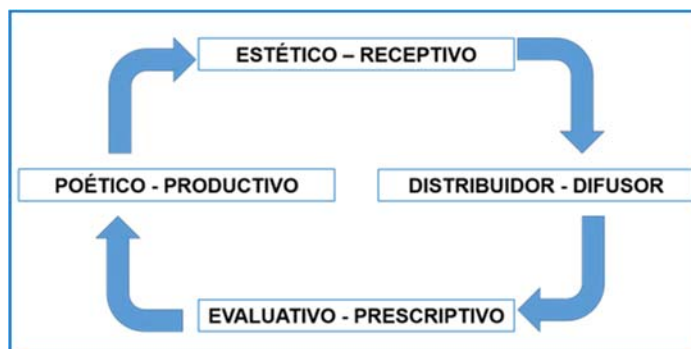 ESTÉTICO – RECEPTIVO
POÉTICO - PRODUCTIVO
DISTRIBUIDOR - DIFUSOR
EVALUATIVO - PRESCRIPTIVO